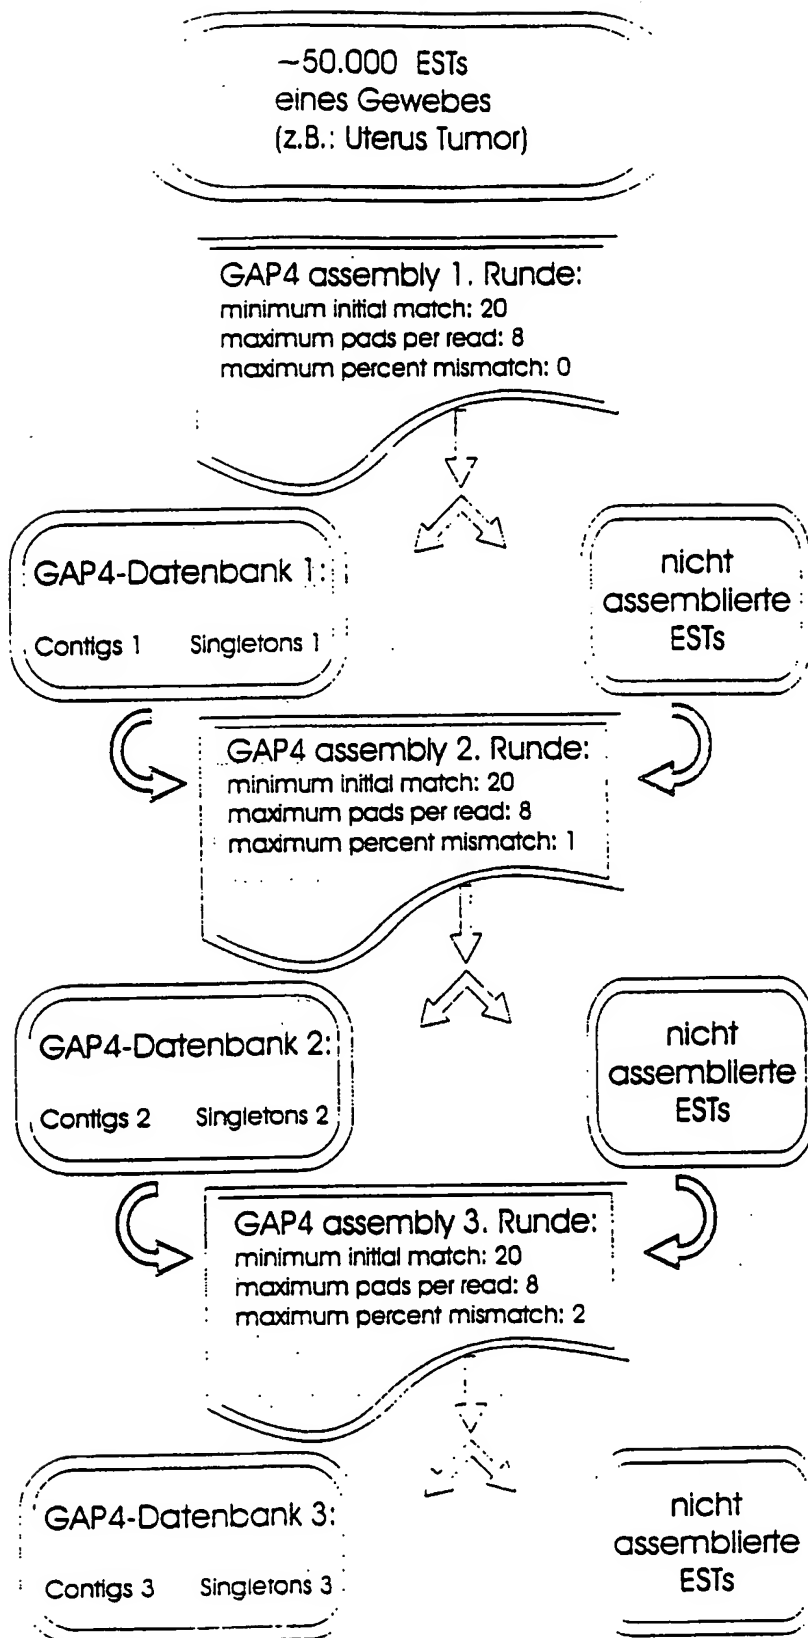 ~50.000 ESTs
eines Gewebes
(z.B.: Uterus Tumor)
GAP4 assembly 1. Runde:
minimum initial match: 20
maximum pads per read: 8
maximum percent mismatch: 0
GAP4-Datenbank 1:
Contigs 1 Singletons 1
nicht
assemblierte
ESTs
GAP4 assembly 2. Runde:
minimum initial match: 20
maximum pads per read: 8
maximum percent mismatch: 1
GAP4-Datenbank 2:
Contigs 2 Singletons 2
nicht
assemblierte
ESTs
GAP4 assembly 3. Runde:
minimum initial match: 20
maximum pads per read: 8
maximum percent mismatch: 2
GAP4-Datenbank 3:
Contigs 3 Singletons 3
nicht
assemblierte
ESTs